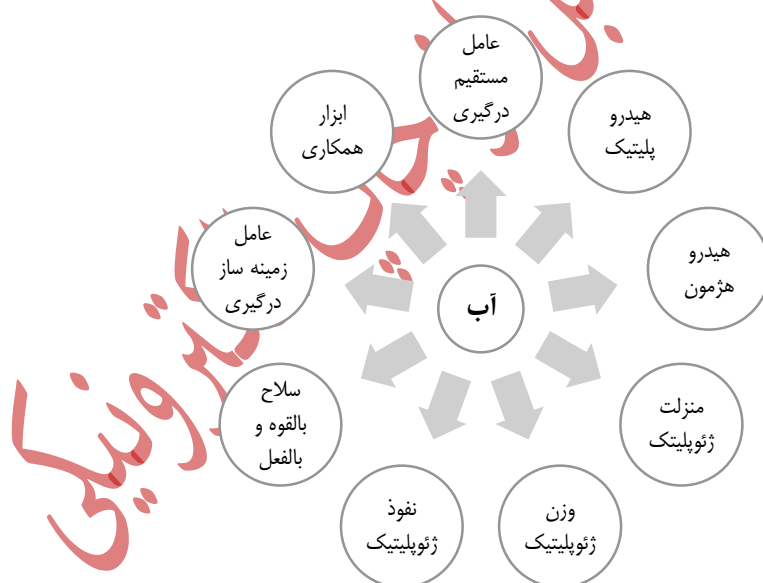 عامل
مستقیم
درگیری
هیدرو
پلیتیک
هیدرو
هژمون
منزلت
ژئوپلیتک
وزن
ژئوپلیتیک
نفوذ
ژئوپلیتیک
سلاح
بالقوه و
بالفعل
عامل
زمینه ساز
درگیری
ابزار
همکاری
آب